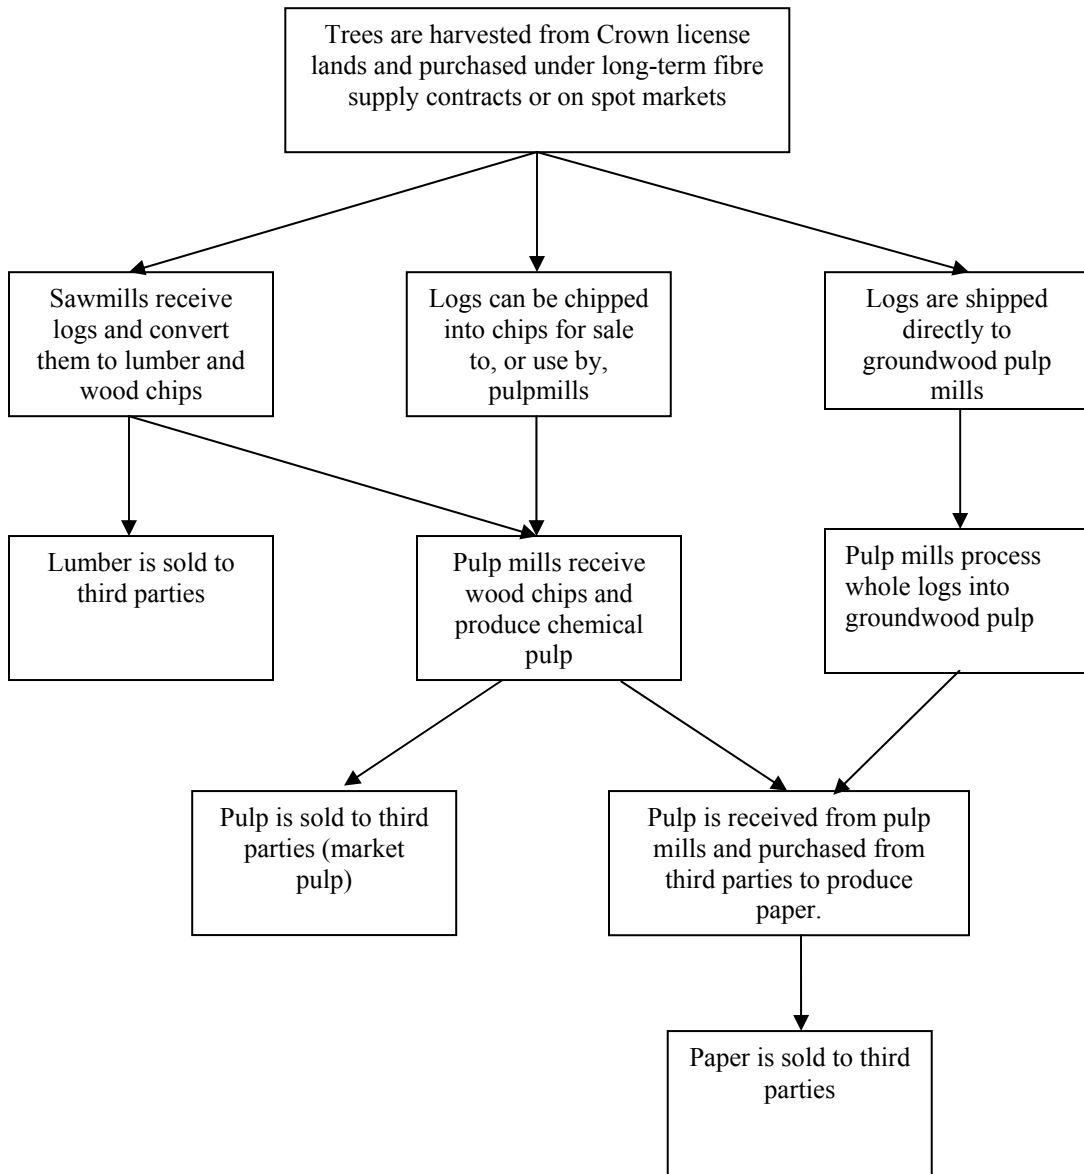 Trees are harvested from Crown license
lands and purchased under long-term fibre
supply contracts or on spot markets
Sawmills receive
logs and convert
them to lumber and
wood chips
Logs can be chipped
into chips for sale
to, or use by,
pulpmills
Logs are shipped
directly to
groundwood pulp
mills
Lumber is sold to
third parties
Pulp mills receive
wood chips and
produce chemical
pulp
Pulp mills process
whole logs into
groundwood pulp
Pulp is sold to third
parties (market
pulp)
Pulp is received from pulp
mills and purchased from
third parties to produce
paper.
Paper is sold to third
parties